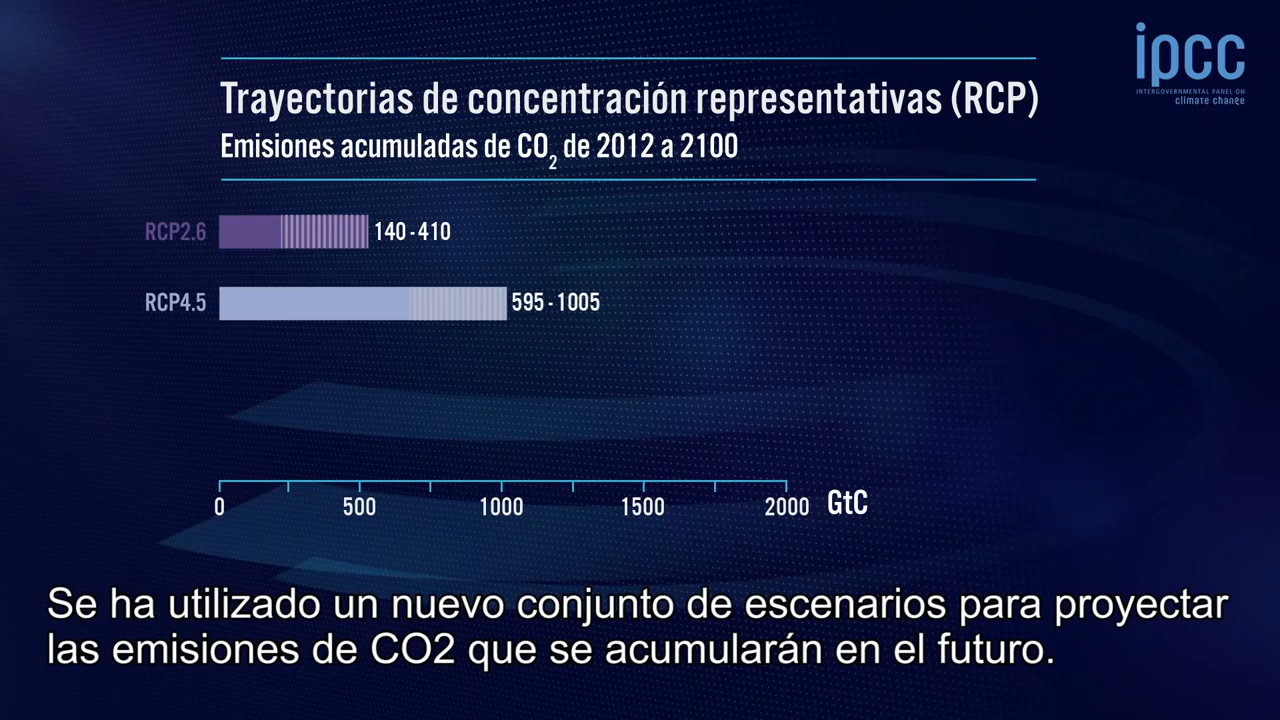 ipcc
INTERGOVERNMENTAL PANEL ON
climate change
Trayectorias de concentración representativas (RCP)
Emisiones acumuladas de CO₂ de 2012 a 2100
RCP2.6 140-410
RCP4.5 595-1005
0 500 1000 1500 2000 GtC
Se ha utilizado un nuevo conjunto de escenarios para proyectar
las emisiones de CO2 que se acumularán en el futuro.